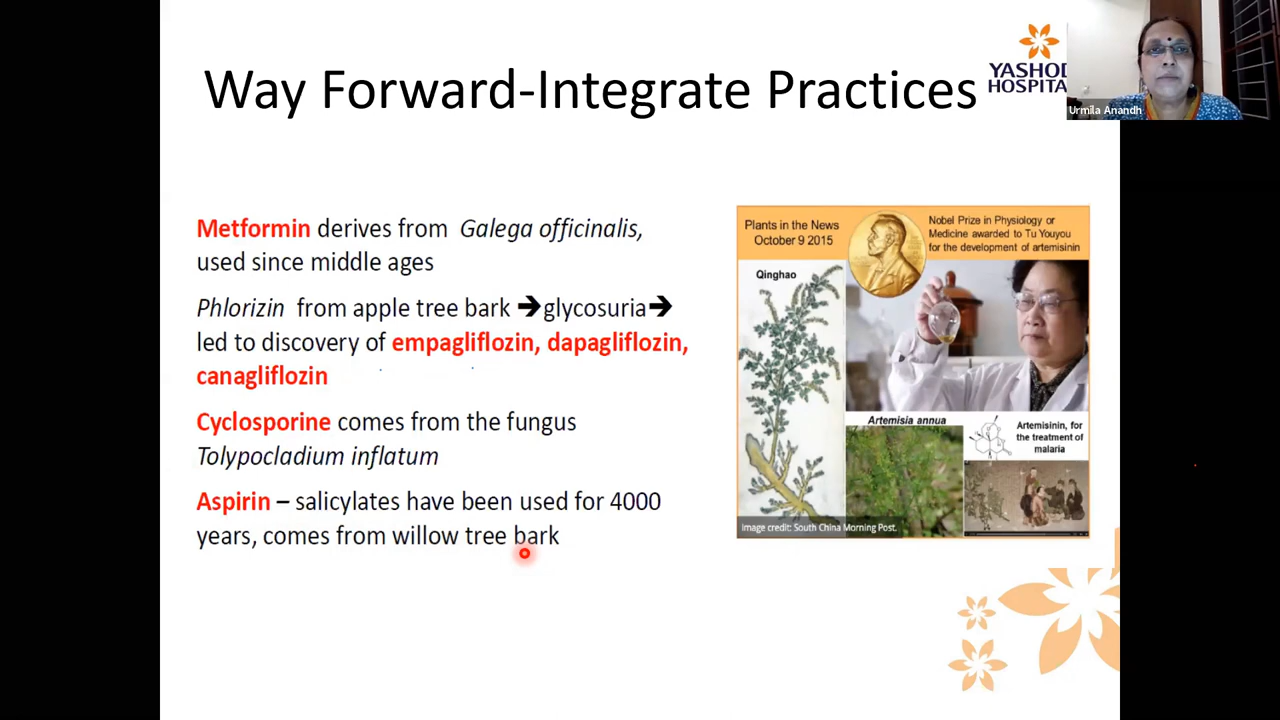 Way Forward-Integrate Practices
YASHOD
HOSPITA
Urmila Anandh
Metformin derives from Galega officinalis,
used since middle ages
Phlorizin from apple tree bark ➔glycosuria➔
led to discovery of empagliflozin, dapagliflozin,
canagliflozin
Cyclosporine comes from the fungus
Tolypocladium inflatum
Aspirin – salicylates have been used for 4000
years, comes from willow tree bark
Plants in the News
October 9 2015
Nobel Prize in Physiology or
Medicine awarded to Tu Youyou
for the development of artemisinin
Qinghao
Artemisia annua
Artemisinin, for
the treatment of
malaria
Image credit: South China Morning Post.